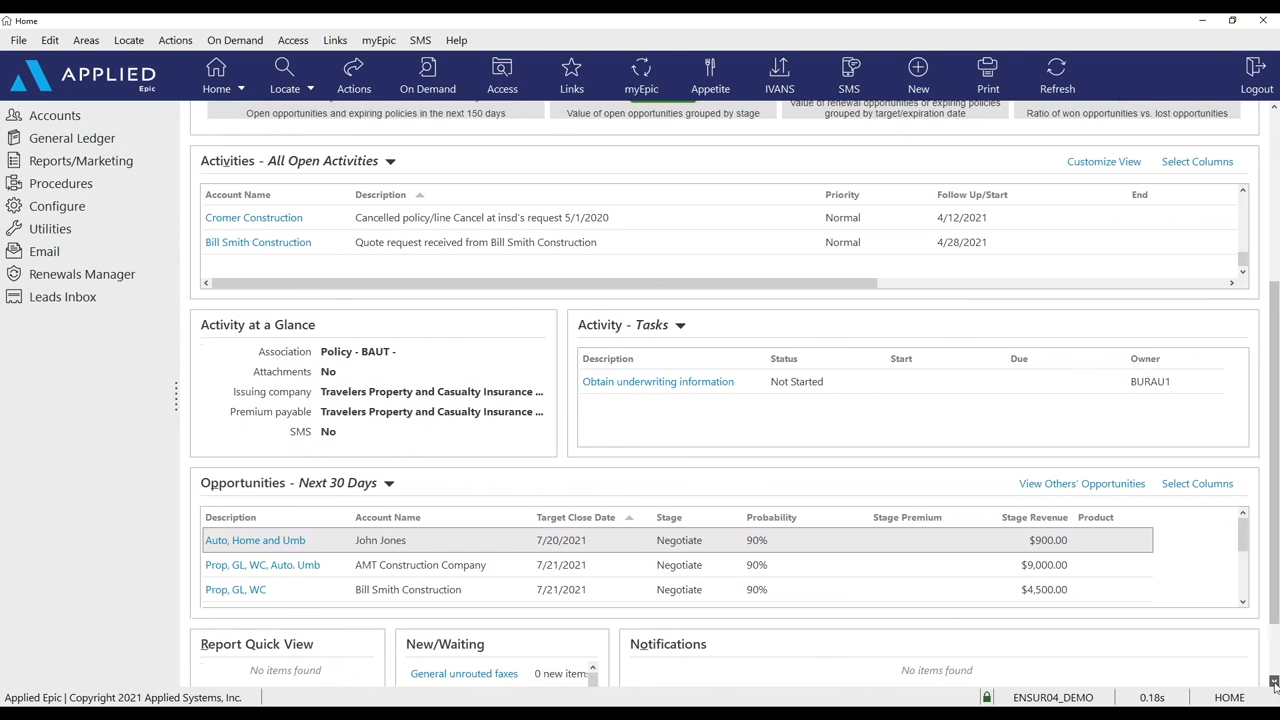 Home
File Edit Areas Locate Actions On Demand Access Links myEpic SMS Help
APPLIED
Epic
Home Locate Actions On Demand Access Links myEpic Appetite IVANS SMS New Print Refresh Logout
Accounts
General Ledger
Reports/Marketing
Procedures
Configure
Utilities
Email
Renewals Manager
Leads Inbox
Open opportunities and expiring policies in the next 150 days
Value of open opportunities grouped by stage
Value of renewal opportunities or expiring policies
grouped by target/expiration date
Ratio of won opportunities vs. lost opportunities
Activities - All Open Activities Customize View Select Columns
Account Name Description Priority Follow Up/Start End
Cromer Construction Cancelled policy/line Cancel at insd's request 5/1/2020 Normal 4/12/2021
Bill Smith Construction Quote request received from Bill Smith Construction Normal 4/28/2021
Activity at a Glance
Association Policy - BAUT -
Attachments No
Issuing company Travelers Property and Casualty Insurance ...
Premium payable Travelers Property and Casualty Insurance ...
SMS No
Activity - Tasks
Description Status Start Due Owner
Obtain underwriting information Not Started BURAU1
Opportunities - Next 30 Days View Others' Opportunities Select Columns
Description Account Name Target Close Date Stage Probability Stage Premium Stage Revenue Product
Auto, Home and Umb John Jones 7/20/2021 Negotiate 90% $900.00
Prop, GL, WC, Auto. Umb AMT Construction Company 7/21/2021 Negotiate 90% $9,000.00
Prop, GL, WC Bill Smith Construction 7/21/2021 Negotiate 90% $4,500.00
Report Quick View
No items found
New/Waiting
General unrouted faxes 0 new items
Notifications
No items found
Applied Epic | Copyright 2021 Applied Systems, Inc. ENSUR04_DEMO 0.18s HOME